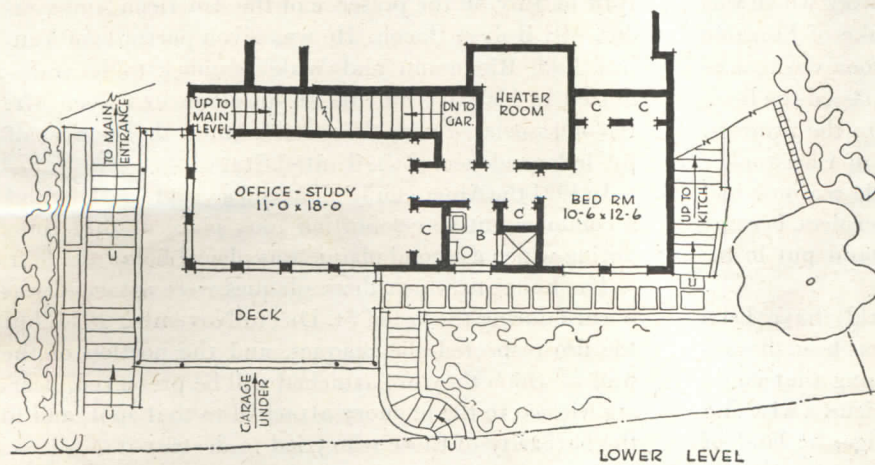 TO MAIN
ENTRANCE
UP TO
MAIN
LEVEL
DN TO
GAR.
HEATER
ROOM
C
C
OFFICE - STUDY
11-0 x 18-0
C
B
C
BED RM
10-6 x 12-6
UP TO
KITCH
U
DECK
U
GARAGE
UNDER
LOWER LEVEL